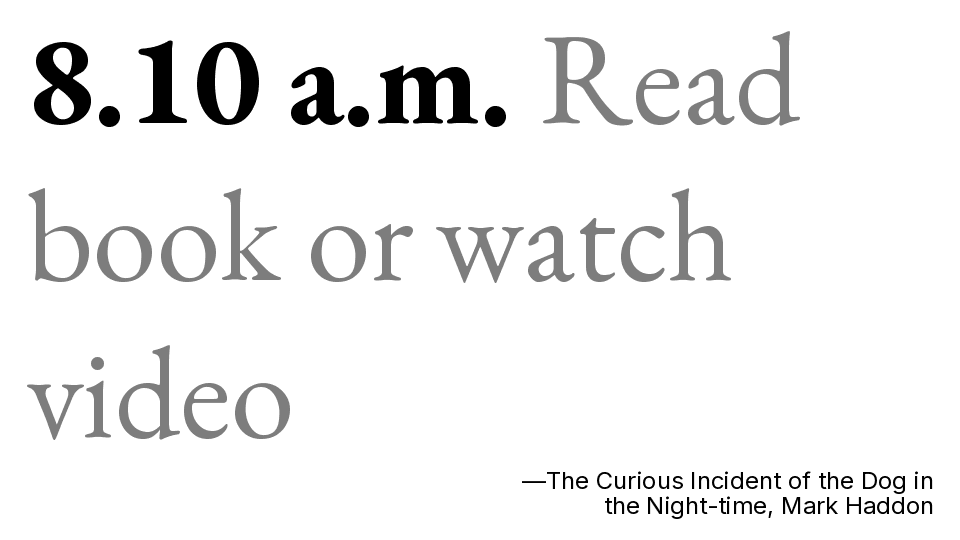 8.10 a.m. Read
book or watch
video
—The Curious Incident of the Dog in
the Night-time, Mark Haddon